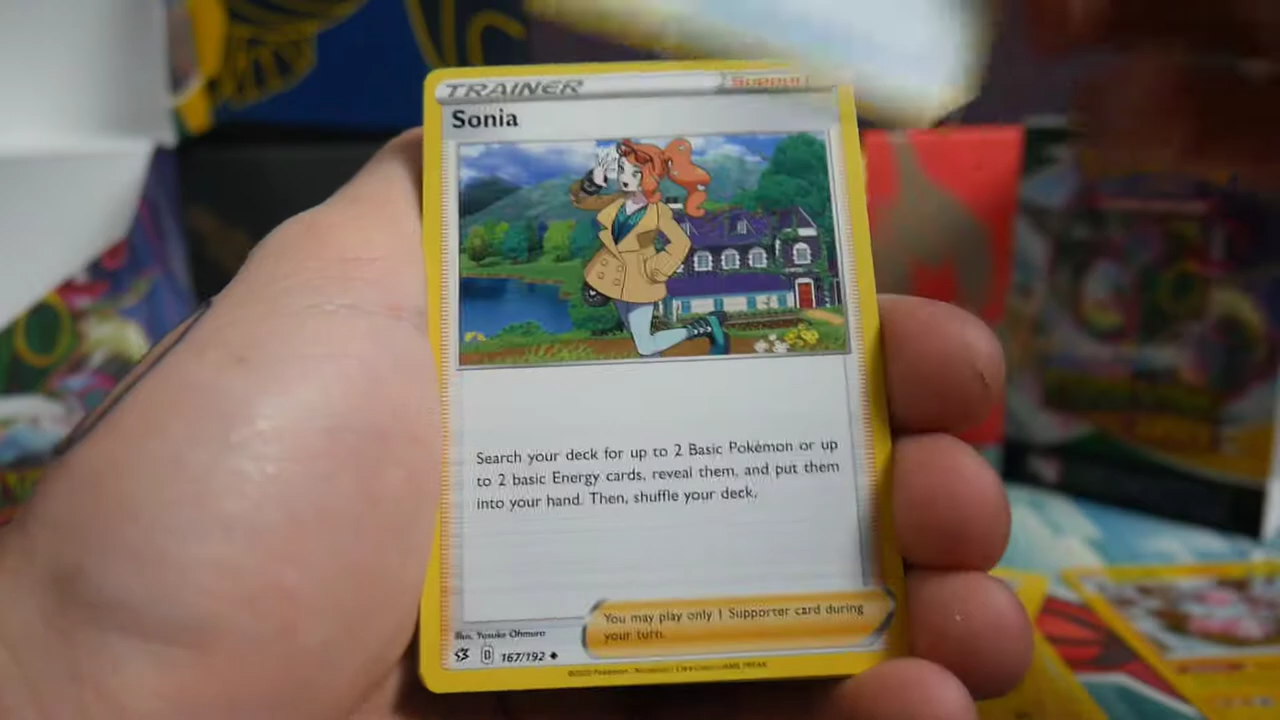 TRAINER
Sonia
Search your deck for up to 2 Basic Pokémon or up
to 2 basic Energy cards, reveal them, and put them
into your hand. Then, shuffle your deck.
You may play only 1 Supporter card during
your turn.
Illus. Yusuke Ohmura
D 167/192